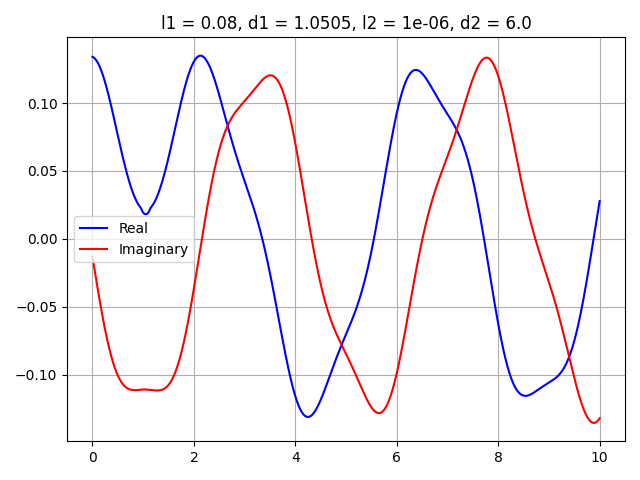 l1 = 0.08, d1 = 1.0505, l2 = 1e-06, d2 = 6.0
0.10
0.05
0.00
−0.05
−0.10
Real
Imaginary
0 2 4 6 8 10